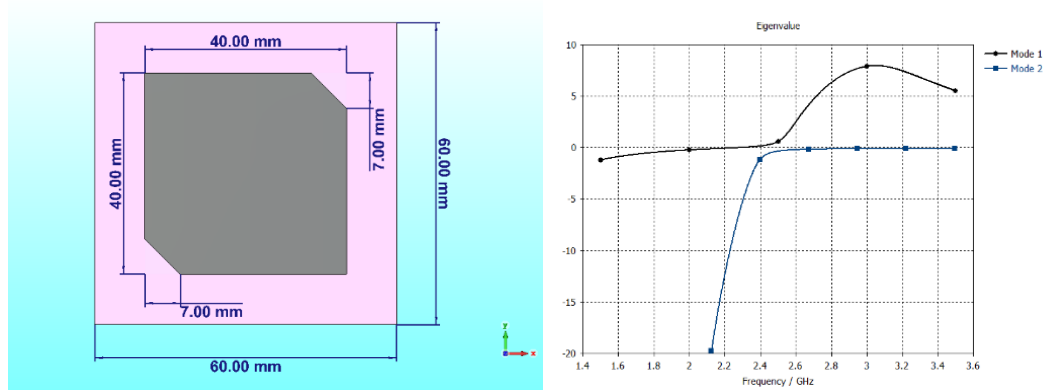 40.00 mm
40.00 mm
7.00 mm
60.00 mm
7.00 mm
60.00 mm
y
x
Eigenvalue
10
5
0
-5
-10
-15
-20
1.4 1.6 1.8 2 2.2 2.4 2.6 2.8 3 3.2 3.4 3.6
Frequency / GHz
Mode 1
Mode 2